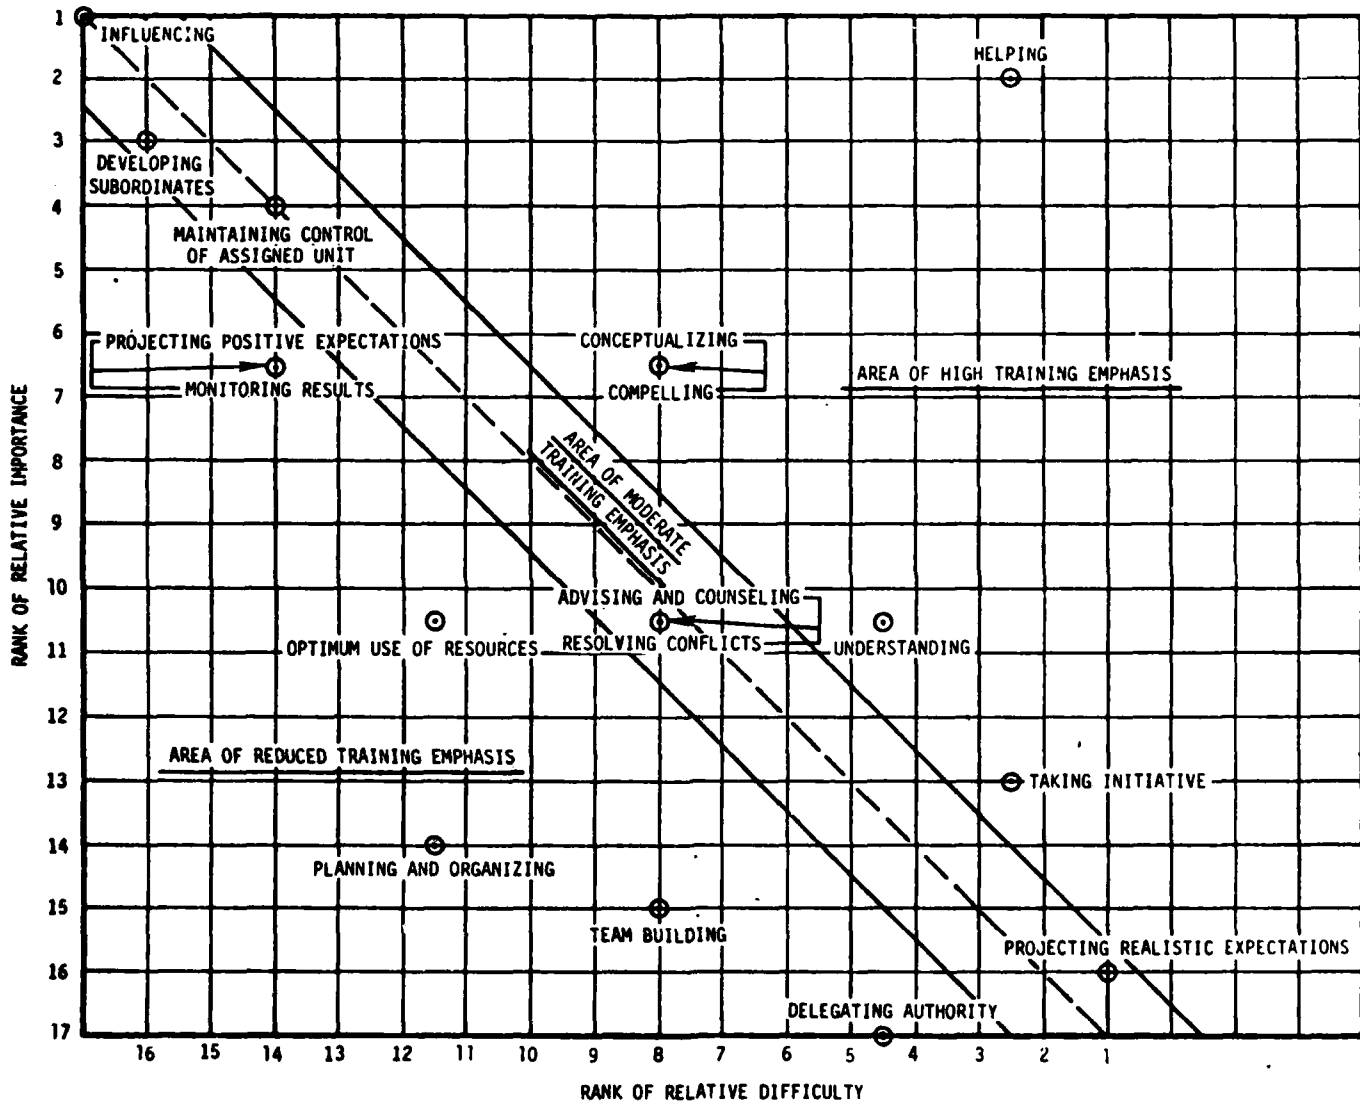 1
INFLUENCING
HELPING
2
3
DEVELOPING
SUBORDINATES
4
MAINTAINING CONTROL
OF ASSIGNED UNIT
5
6
PROJECTING POSITIVE EXPECTATIONS
MONITORING RESULTS
CONCEPTUALIZING
COMPELLING
AREA OF HIGH TRAINING EMPHASIS
7
RANK OF RELATIVE IMPORTANCE
AREA OF MODERATE
TRAINING EMPHASIS
8
9
10
ADVISING AND COUNSELING
RESOLVING CONFLICTS
OPTIMUM USE OF RESOURCES
UNDERSTANDING
11
12
AREA OF REDUCED TRAINING EMPHASIS
13
TAKING INITIATIVE
14
PLANNING AND ORGANIZING
15
TEAM BUILDING
PROJECTING REALISTIC EXPECTATIONS
16
DELEGATING AUTHORITY
17
16 15 14 13 12 11 10 9 8 7 6 5 4 3 2 1
RANK OF RELATIVE DIFFICULTY